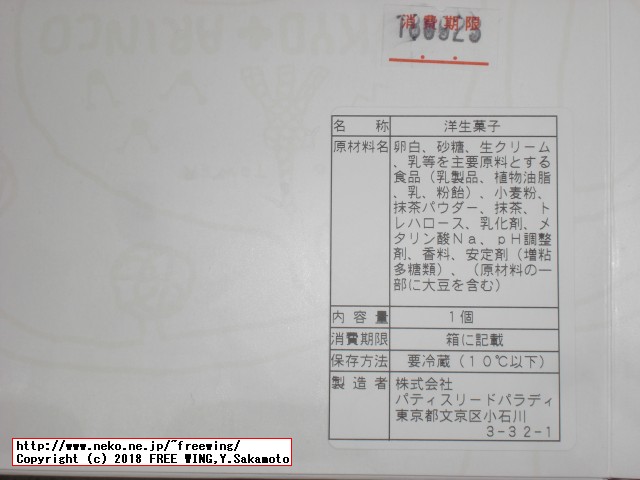 消費期限
180923
名称 洋生菓子
原材料名 卵白、砂糖、生クリーム
、乳等を主要原料とする
食品（乳製品、植物油脂
、乳、粉飴）、小麦粉、
抹茶パウダー、抹茶、ト
レハロース、乳化剤、メ
タリン酸Ｎａ、ｐＨ調整
剤、香料、安定剤（増粘
多糖類）、（原材料の一
部に大豆を含む）
内容量 １個
消費期限 箱に記載
保存方法 要冷蔵（１０℃以下）
製造者 株式会社
パティスリードパラディ
東京都文京区小石川
３－３２－１
http://www.neko.ne.jp/~freewing/
Copyright (c) 2018 FREE WING,Y.Sakamoto